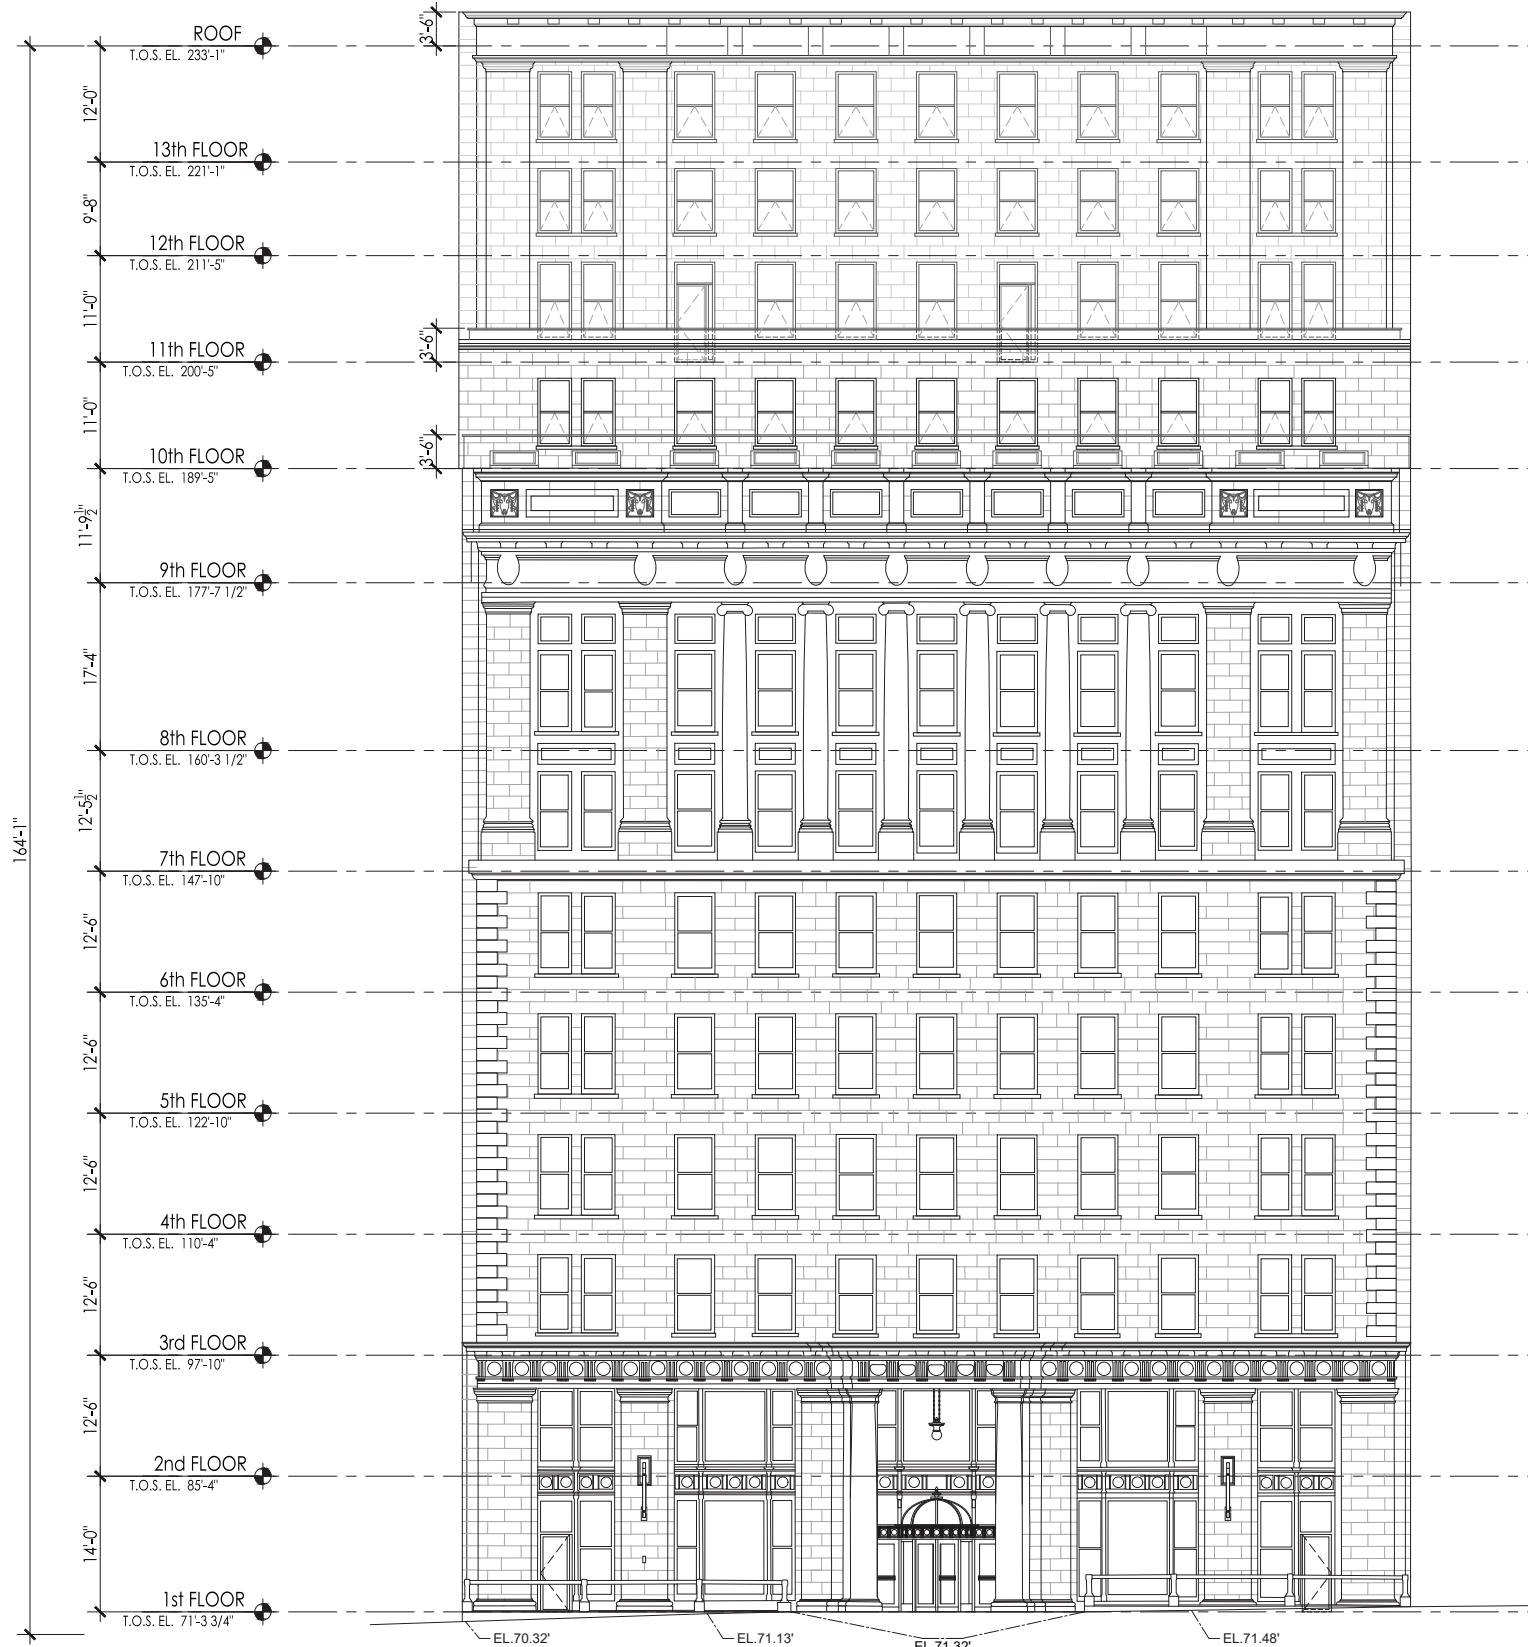 3'-6"
ROOF
T.O.S. EL. 233'-1"
12'-0"
13th FLOOR
T.O.S. EL. 221'-1"
9'-8"
12th FLOOR
T.O.S. EL. 211'-5"
11'-0"
3'-6"
11th FLOOR
T.O.S. EL. 200'-5"
11'-0"
3'-6"
10th FLOOR
T.O.S. EL. 189'-5"
11'-9 1/2"
9th FLOOR
T.O.S. EL. 177'-7 1/2"
17'-4"
8th FLOOR
T.O.S. EL. 160'-3 1/2"
12'-5 1/2"
164'-1"
7th FLOOR
T.O.S. EL. 147'-10"
12'-6"
6th FLOOR
T.O.S. EL. 135'-4"
12'-6"
5th FLOOR
T.O.S. EL. 122'-10"
12'-6"
4th FLOOR
T.O.S. EL. 110'-4"
12'-6"
3rd FLOOR
T.O.S. EL. 97'-10"
12'-6"
2nd FLOOR
T.O.S. EL. 85'-4"
14'-0"
1st FLOOR
T.O.S. EL. 71'-3 3/4"
EL.70.32'
EL.71.13'
EL.71.32'
EL.71.48'